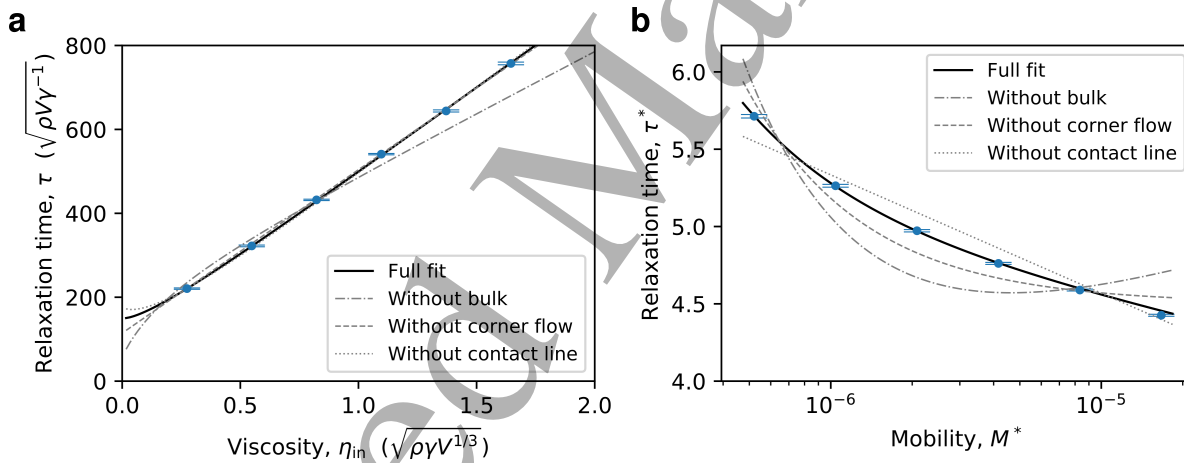 a
800
600
400
200
0
Relaxation time, τ (√ρVγ⁻¹)
0.0 0.5 1.0 1.5 2.0
Viscosity, ηin (√ργV^1/3)
Full fit
Without bulk
Without corner flow
Without contact line
b
6.0
5.5
5.0
4.5
4.0
Relaxation time, τ*
10⁻⁶ 10⁻⁵
Mobility, M*
Full fit
Without bulk
Without corner flow
Without contact line
ed Ma